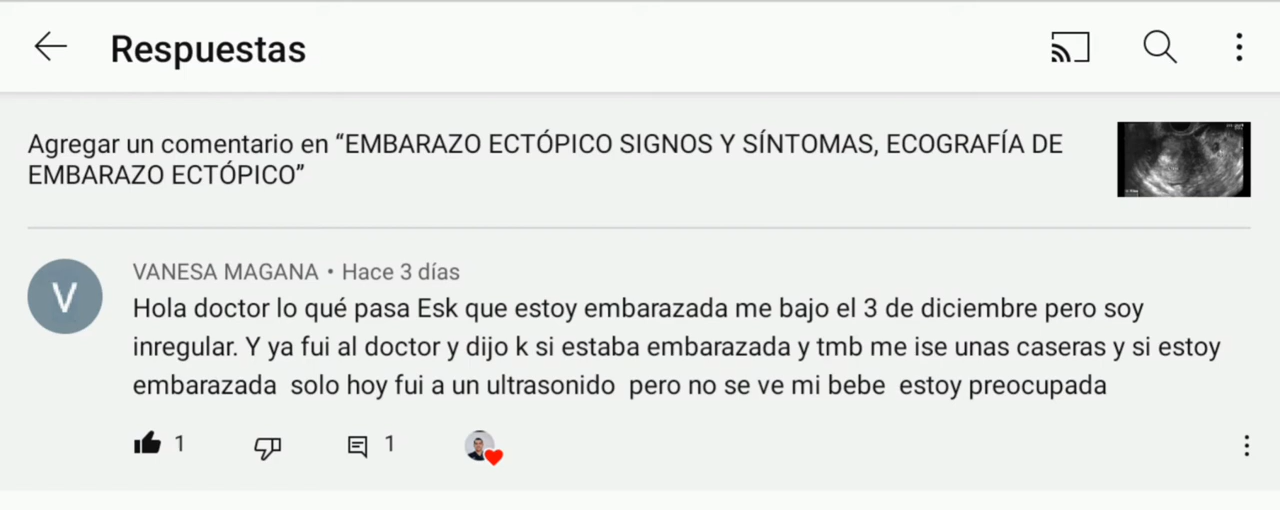 Respuestas
Agregar un comentario en “EMBARAZO ECTÓPICO SIGNOS Y SÍNTOMAS, ECOGRAFÍA DE
EMBARAZO ECTÓPICO”
V
VANESA MAGANA • Hace 3 días
Hola doctor lo qué pasa Esk que estoy embarazada me bajo el 3 de diciembre pero soy
inregular. Y ya fui al doctor y dijo k si estaba embarazada y tmb me ise unas caseras y si estoy
embarazada  solo hoy fui a un ultrasonido  pero no se ve mi bebe  estoy preocupada
1 1